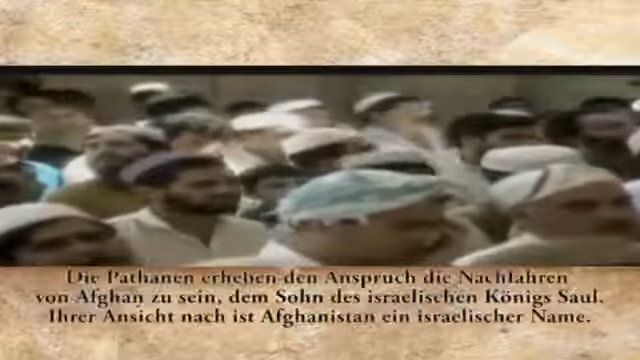 Die Pathanen erheben den Anspruch die Nachfahren
von Afghan zu sein, dem Sohn des israelischen Königs Saul.
Ihrer Ansicht nach ist Afghanistan ein israelischer Name.